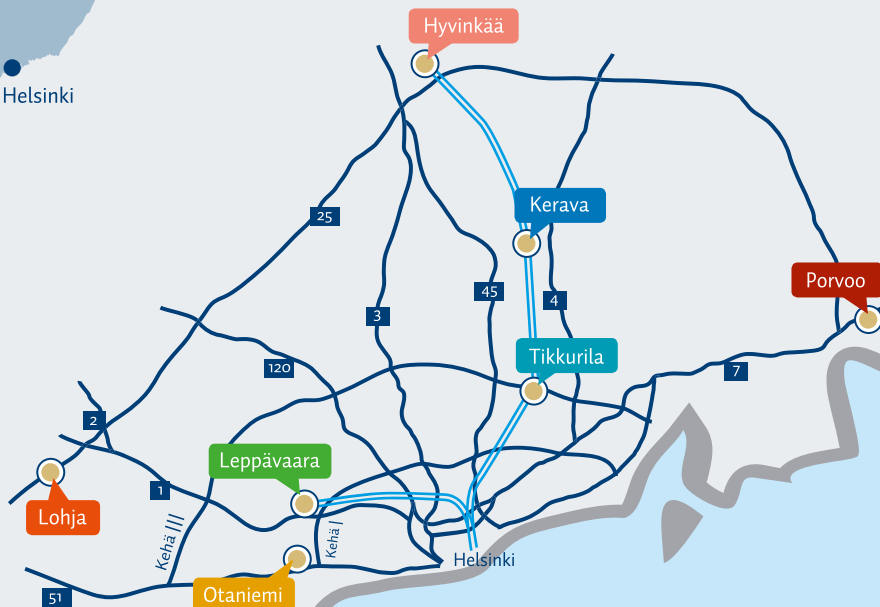 Hyvinkää
Helsinki
Kerava
25
Porvoo
45
4
3
Tikkurila
120
7
2
Leppävaara
1
Lohja
Kehä III
Kehä I
Helsinki
Otaniemi
51